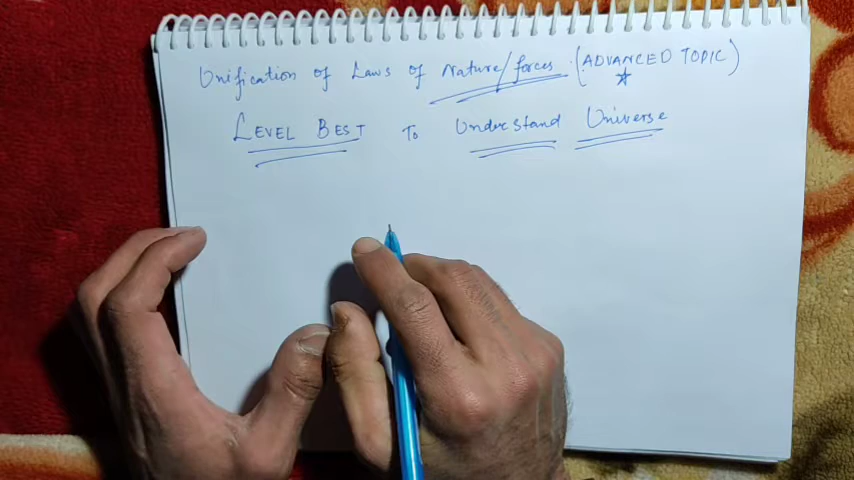 Unification of Laws of Nature/forces. (ADVANCED TOPIC)
LEVEL BEST To Understand Universe